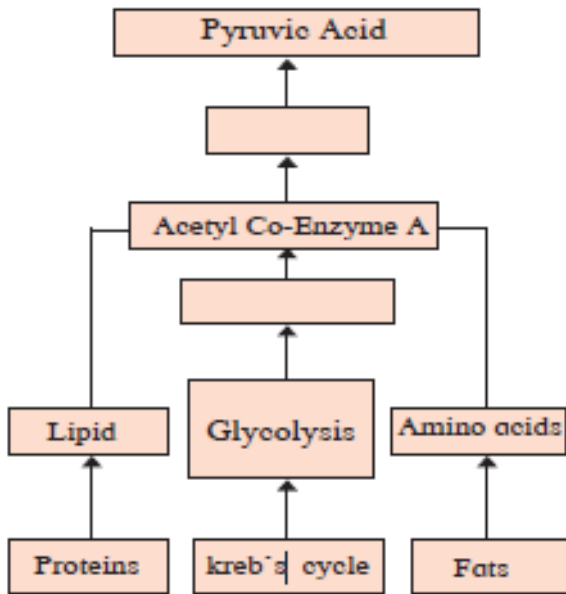 Pyruvic Acid
Acetyl Co-Enzyme A
Lipid
Glycolysis
Amino acids
Proteins
kreb's cycle
Fats